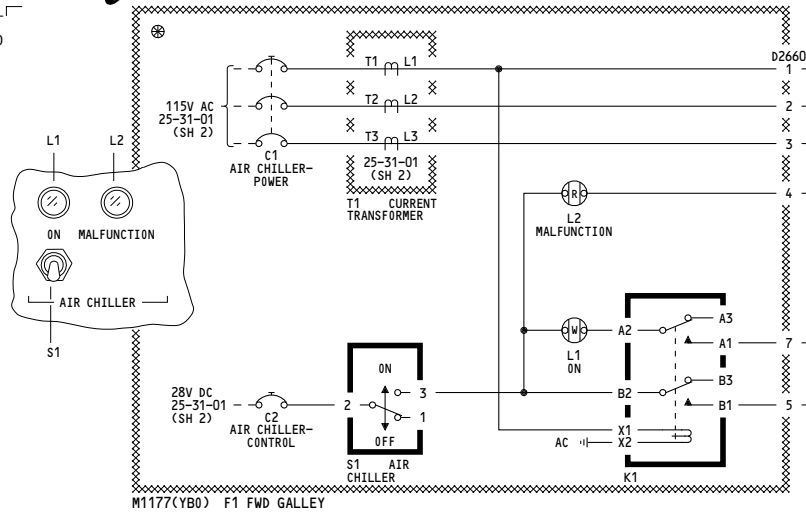 0
L1 L2
ON MALFUNCTION
AIR CHILLER
S1
115V AC
25-31-01
(SH 2)
C1
AIR CHILLER-
POWER
T1 L1
T2 L2
T3 L3
25-31-01
(SH 2)
T1 CURRENT
TRANSFORMER
D2660
1
2
3
4
R
L2
MALFUNCTION
W
L1
ON
A2
A3
A1
7
B2
B3
B1
5
X1
AC
X2
K1
28V DC
25-31-01
(SH 2)
C2
AIR CHILLER-
CONTROL
ON
2
3
1
OFF
S1 AIR
CHILLER
M1177(YB0) F1 FWD GALLEY